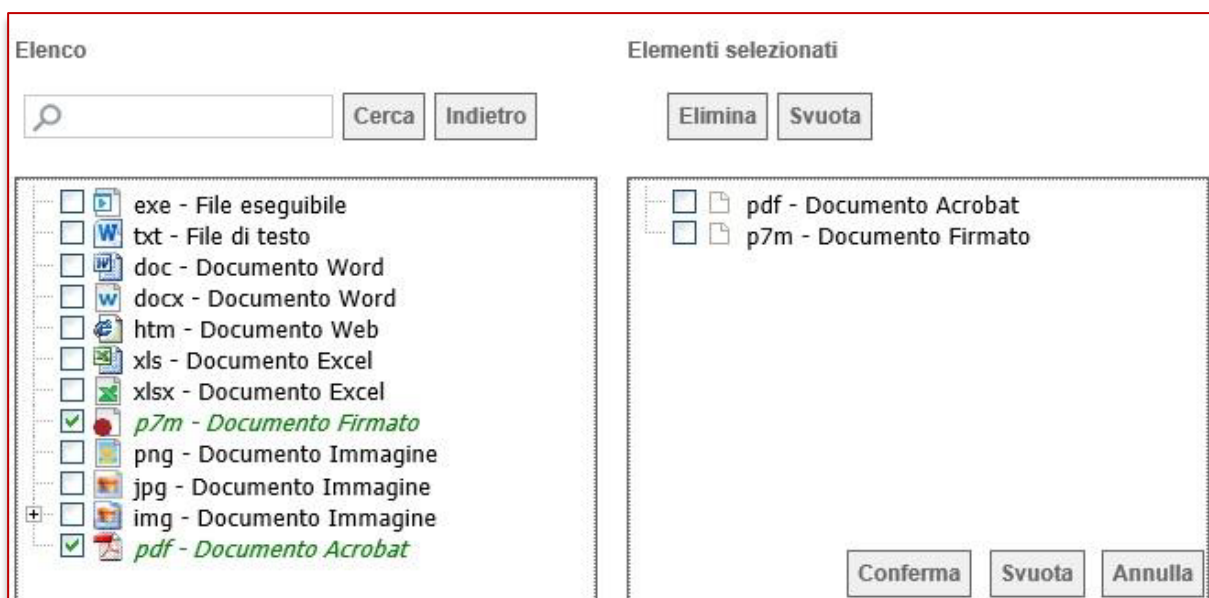 Elenco
Cerca
Indietro
exe - File eseguibile
txt - File di testo
doc - Documento Word
docx - Documento Word
htm - Documento Web
xls - Documento Excel
xlsx - Documento Excel
p7m - Documento Firmato
png - Documento Immagine
jpg - Documento Immagine
img - Documento Immagine
pdf - Documento Acrobat
Elementi selezionati
Elimina
Svuota
pdf - Documento Acrobat
p7m - Documento Firmato
Conferma
Svuota
Annulla